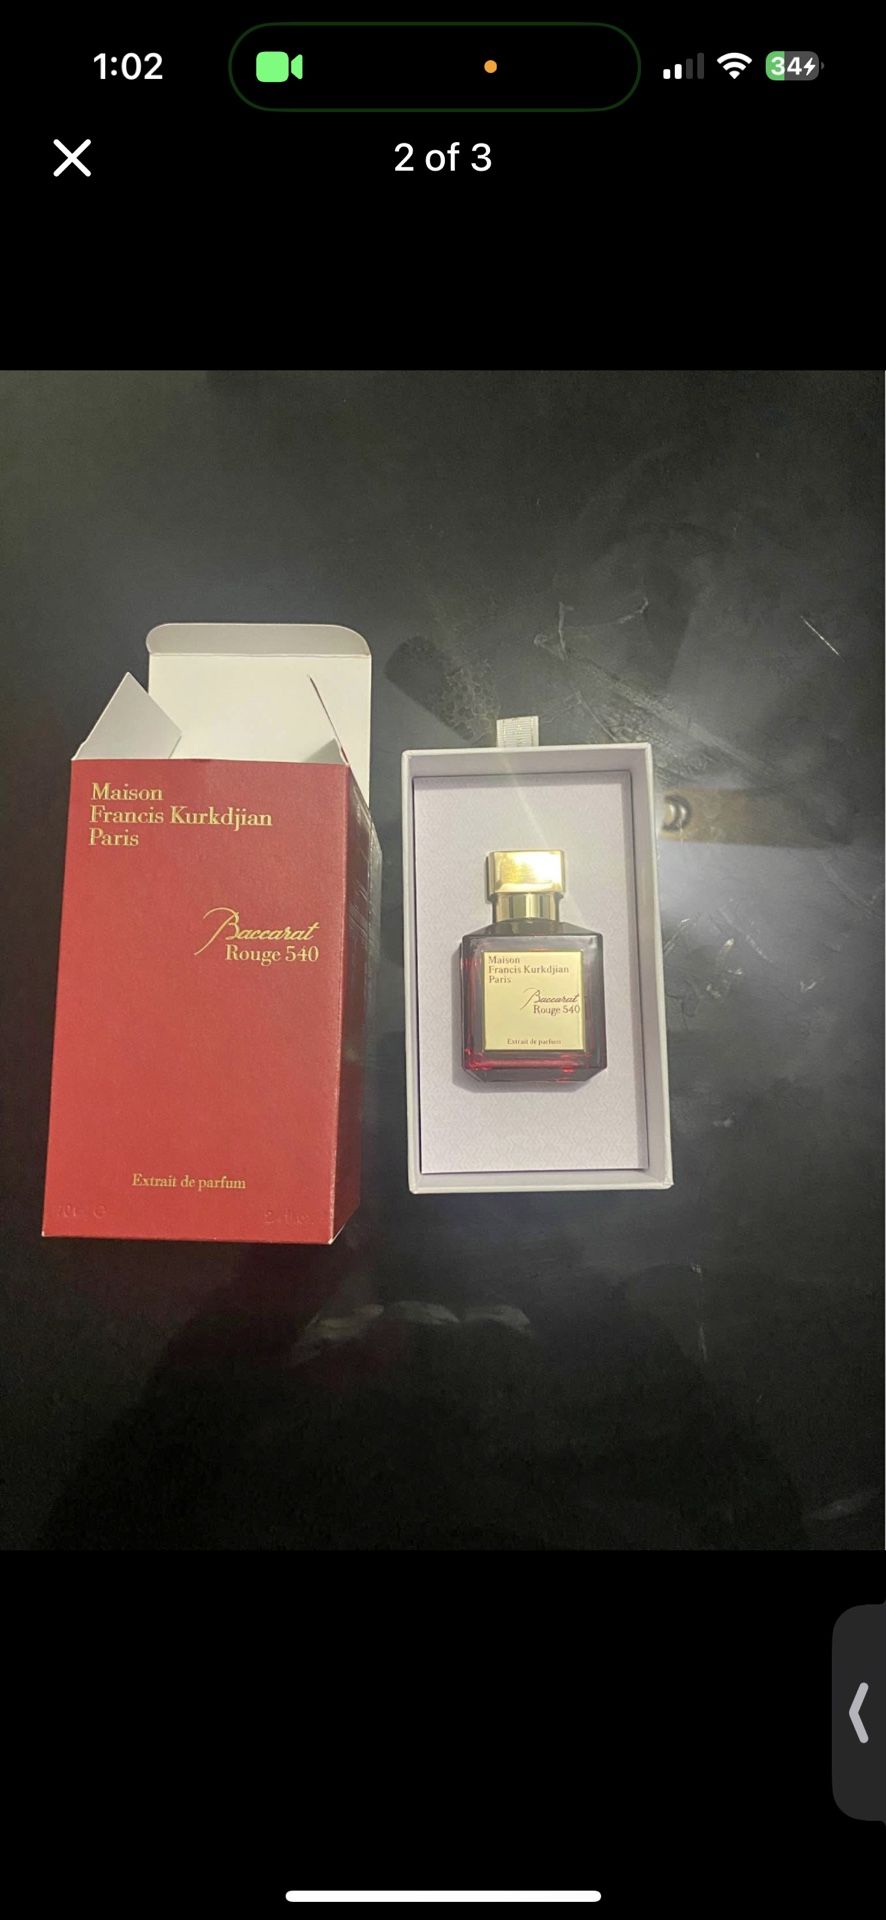 1:02
34
2 of 3
Maison
Francis Kurkdjian
Paris
Baccarat
Rouge 540
Extrait de parfum
Maison
Francis Kurkdjian
Paris
Baccarat
Rouge 540
Extrait de parfum